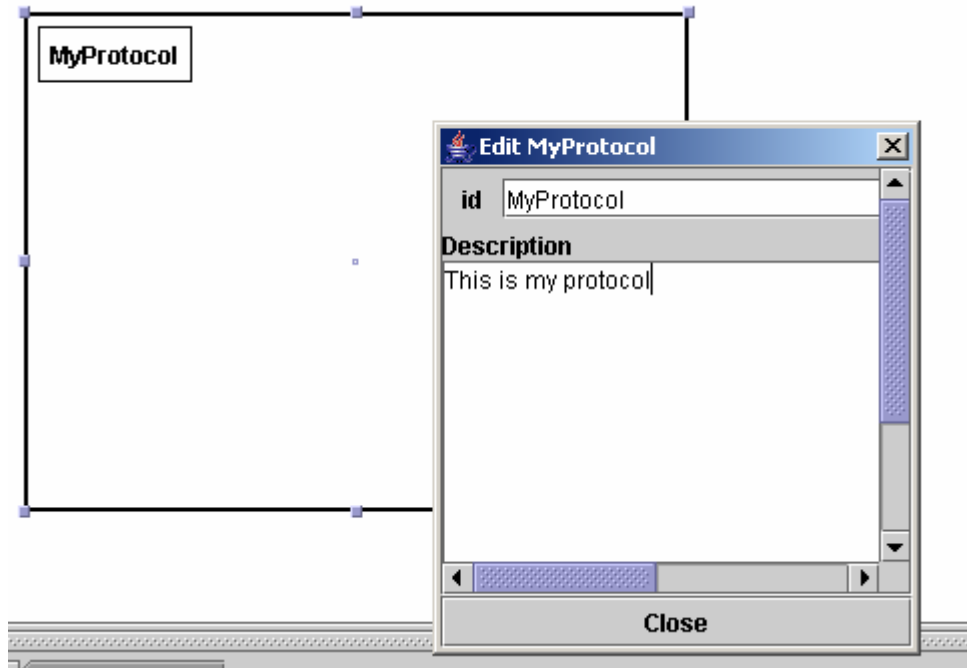 MyProtocol
Edit MyProtocol
id MyProtocol
Description
This is my protocol
Close